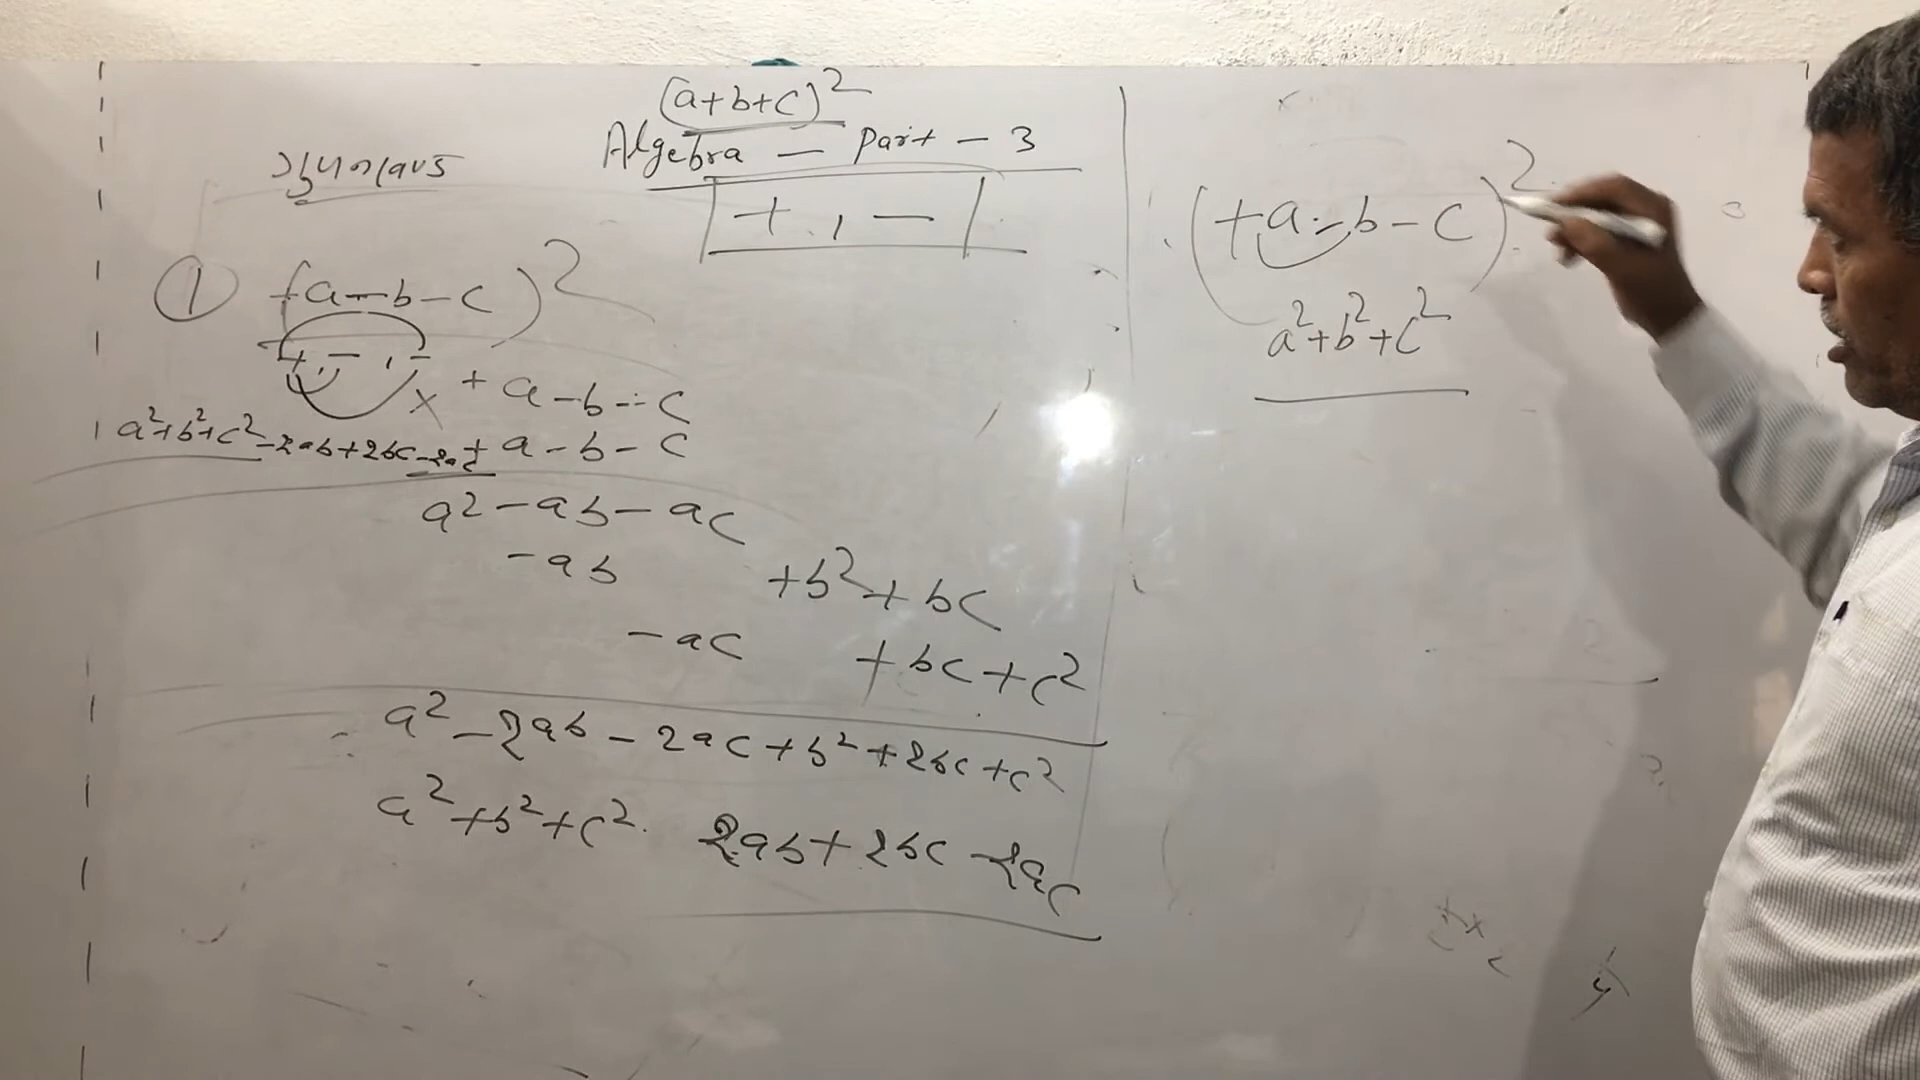 (a+b+c)²
Algebra — Part - 3
+ , —
① (a-b-c)²
+, -, -
+ a-b-c
a²+b²+c²-2ab+2bc-2ac
+ a-b-c
a²-ab-ac
-ab +b²+bc
-ac +bc+c²
a²-2ab-2ac+b²+2bc+c²
a²+b²+c² 2ab+2bc-2ac
(+a-b-c)²
a²+b²+c²